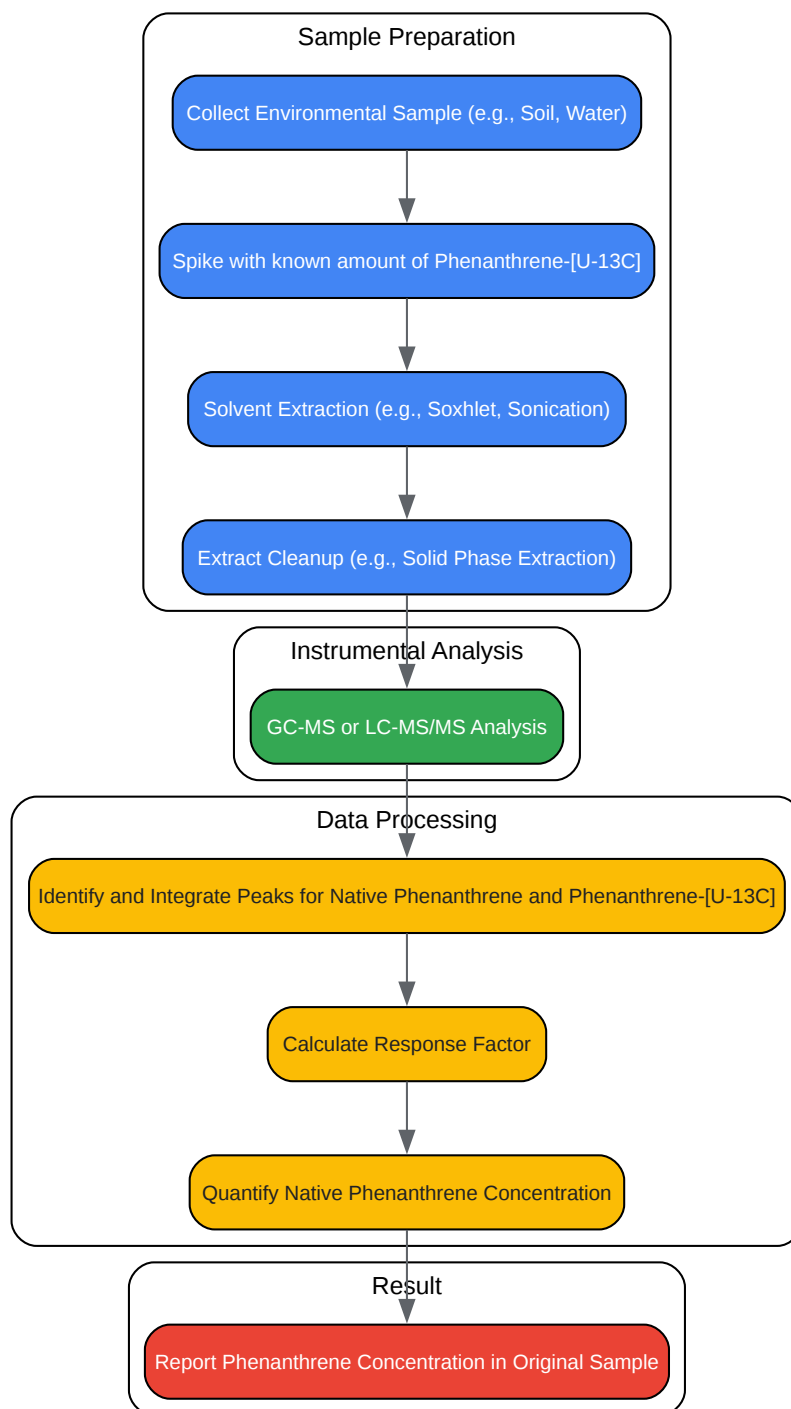 Sample Preparation
Collect Environmental Sample (e.g., Soil, Water)
Spike with known amount of Phenanthrene-[U-13C]
Solvent Extraction (e.g., Soxhlet, Sonication)
Extract Cleanup (e.g., Solid Phase Extraction)
Instrumental Analysis
GC-MS or LC-MS/MS Analysis
Data Processing
Identify and Integrate Peaks for Native Phenanthrene and Phenanthrene-[U-13C]
Calculate Response Factor
Quantify Native Phenanthrene Concentration
Result
Report Phenanthrene Concentration in Original Sample